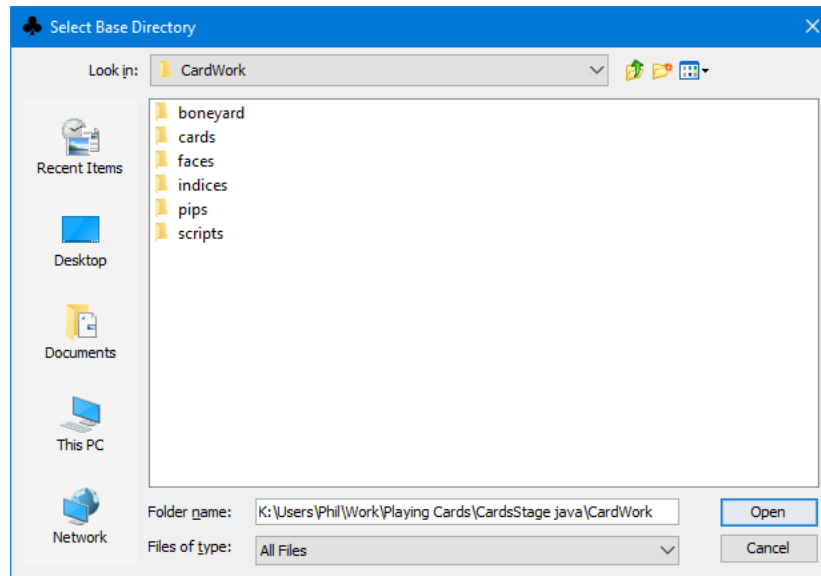 Select Base Directory
Look in: CardWork
boneyard
cards
faces
indices
pips
scripts
Recent Items
Desktop
Documents
This PC
Network
Folder name: K:\Users\Phil\Work\Playing Cards\CardsStage java\CardWork Open
Files of type: All Files Cancel